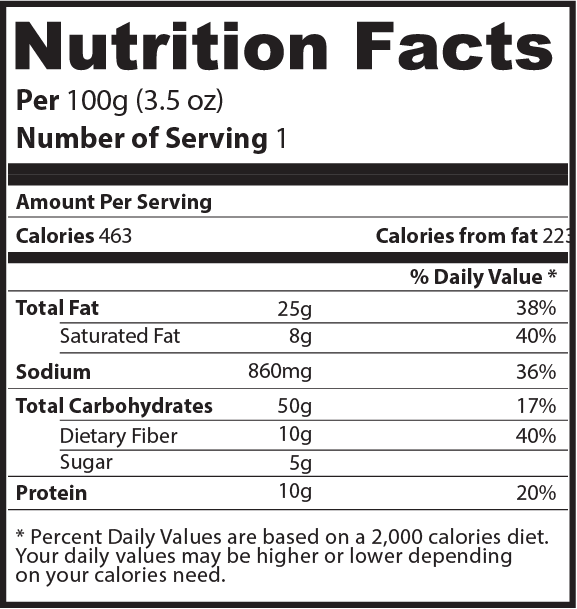 Nutrition Facts
Per 100g (3.5 oz)
Number of Serving 1
Amount Per Serving
Calories 463 Calories from fat 223
% Daily Value *
Total Fat 25g 38%
Saturated Fat 8g 40%
Sodium 860mg 36%
Total Carbohydrates 50g 17%
Dietary Fiber 10g 40%
Sugar 5g
Protein 10g 20%
* Percent Daily Values are based on a 2,000 calories diet.
Your daily values may be higher or lower depending
on your calories need.